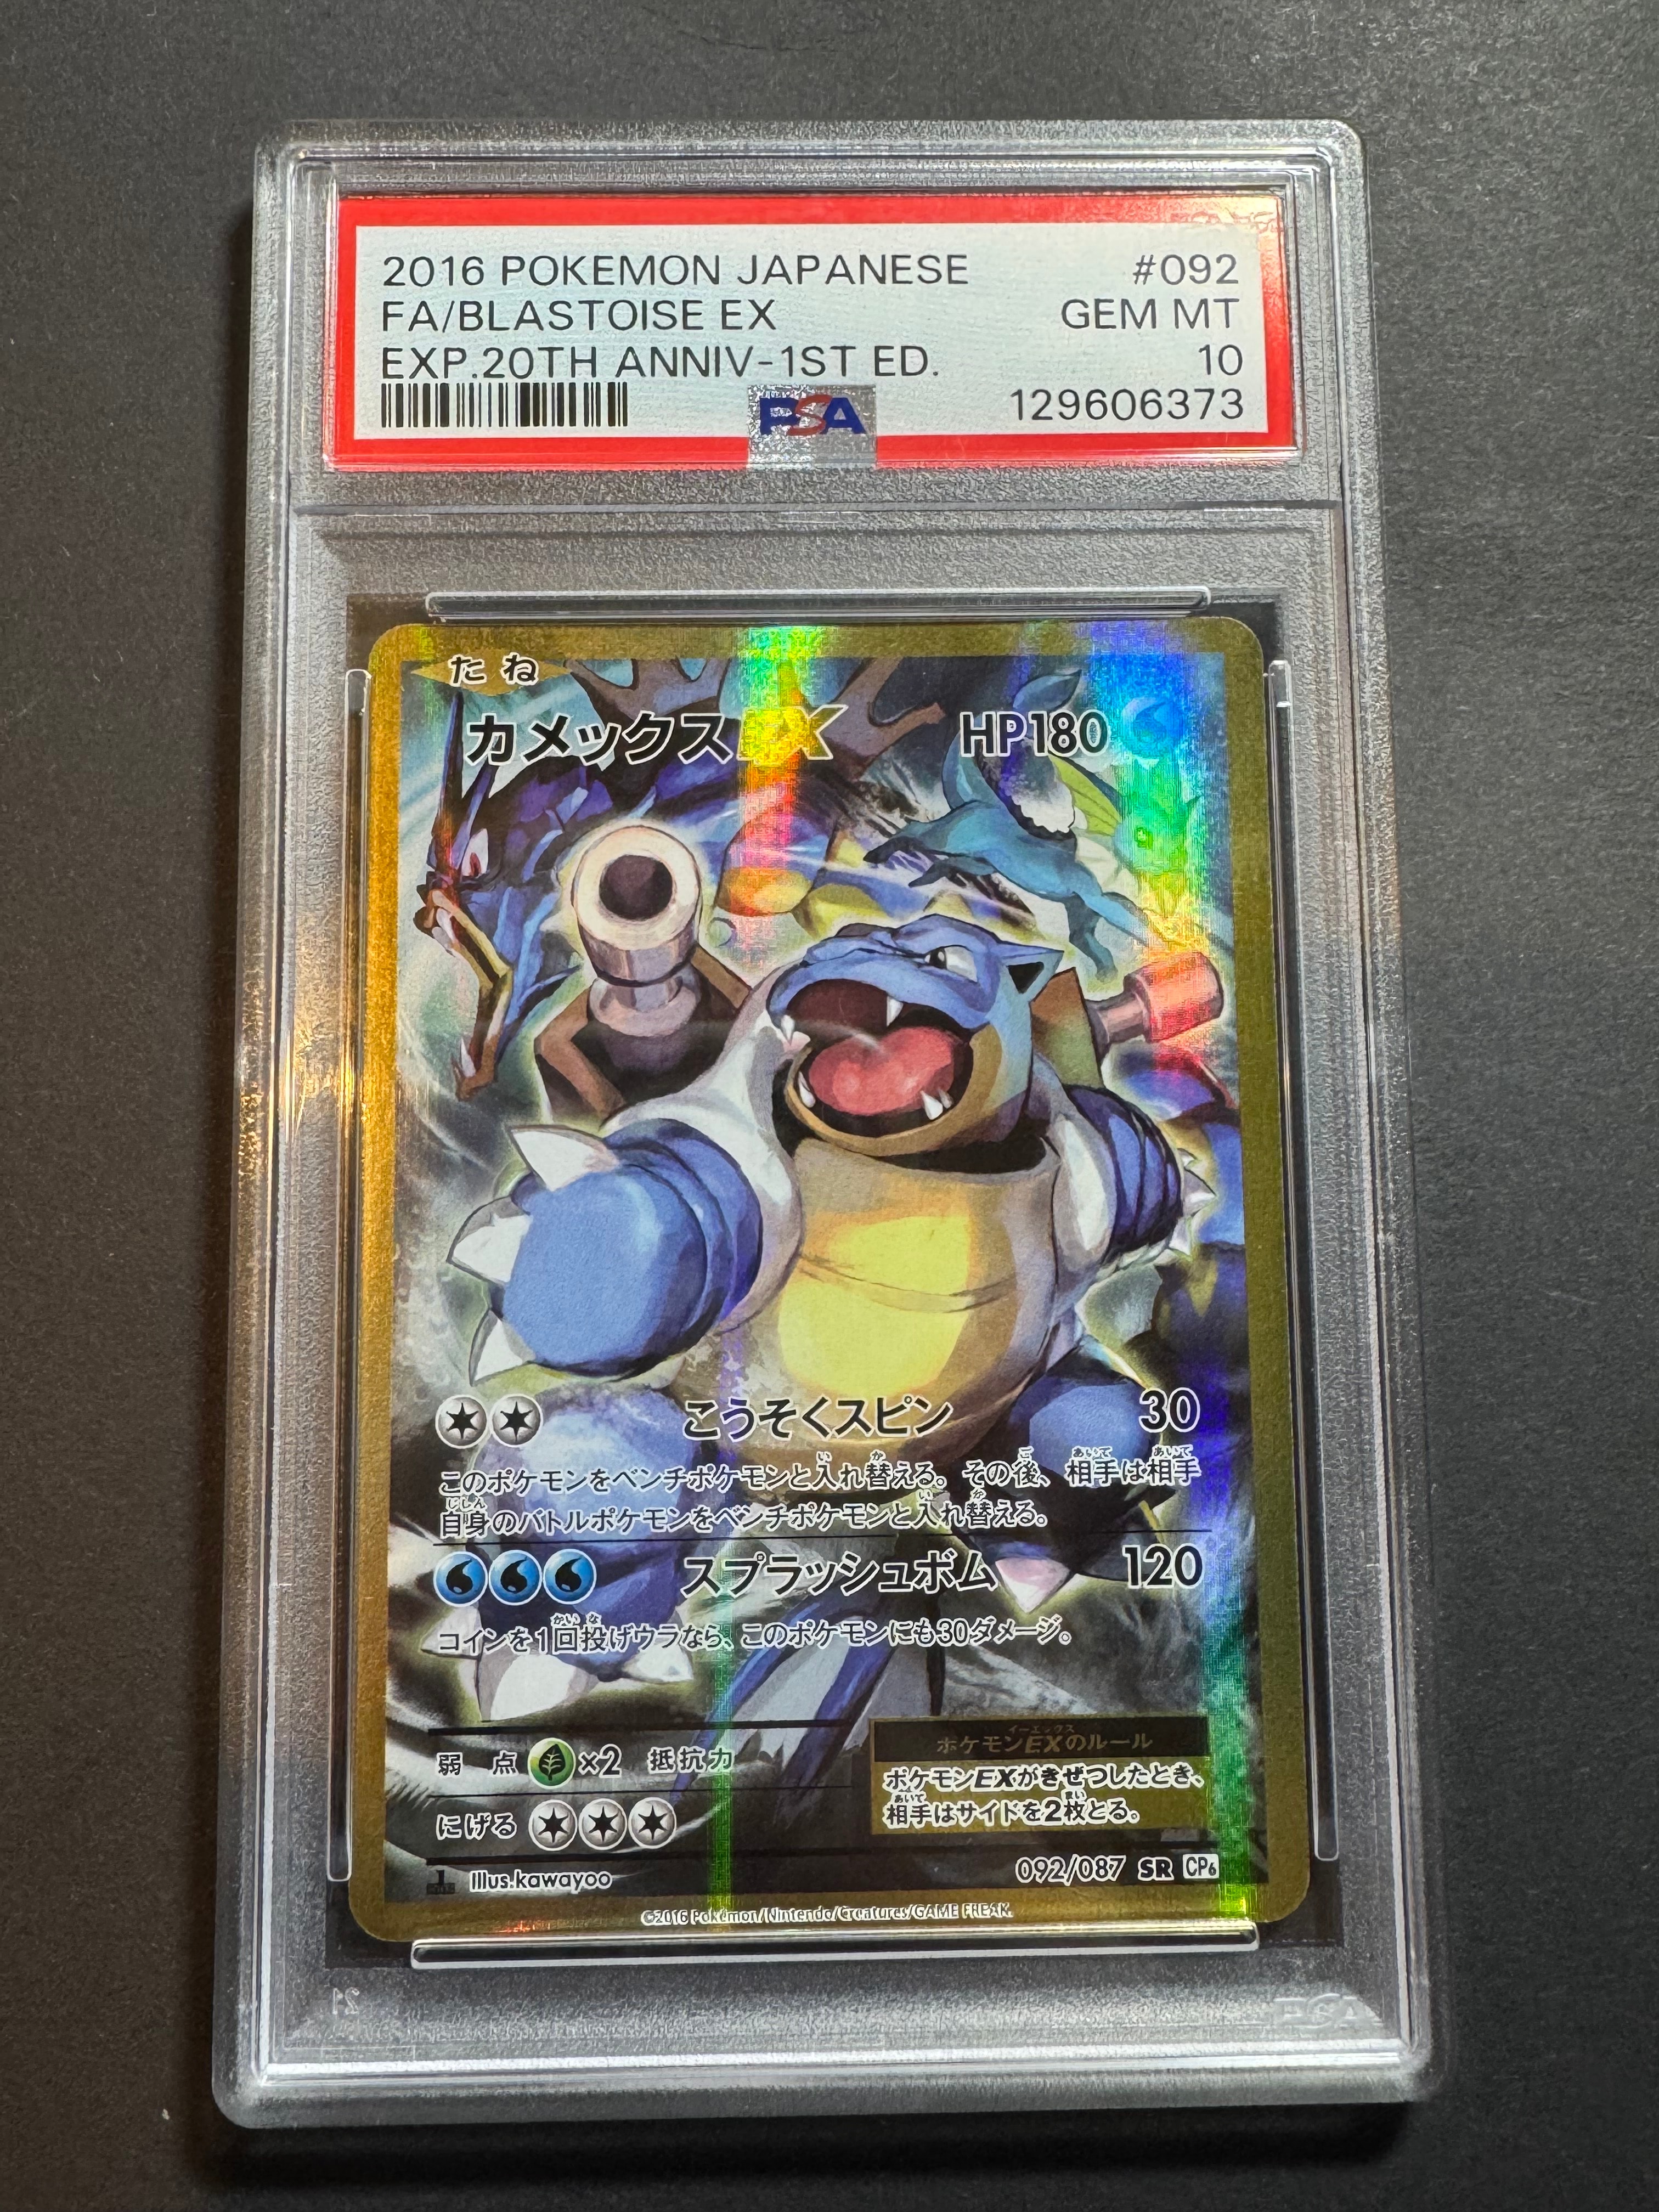 2016 POKEMON JAPANESE #092
FA/BLASTOISE EX GEM MT
EXP.20TH ANNIV-1ST ED. 10
PSA 129606373
たね
カメックスEX HP180
こうそくスピン 30
このポケモンをベンチポケモンと入れ替える。その後、相手は相手
自身のバトルポケモンをベンチポケモンと入れ替える。
スプラッシュボム 120
コインを1回投げウラなら、このポケモンにも30ダメージ。
弱点 ×2 抵抗力
にげる
ポケモンEXのルール
ポケモンEXがきぜつしたとき、
相手はサイドを2枚とる。
Illus.kawayoo 092/087 SR CP6
©2016 Pokémon/Nintendo/Creatures/GAME FREAK.
PSA